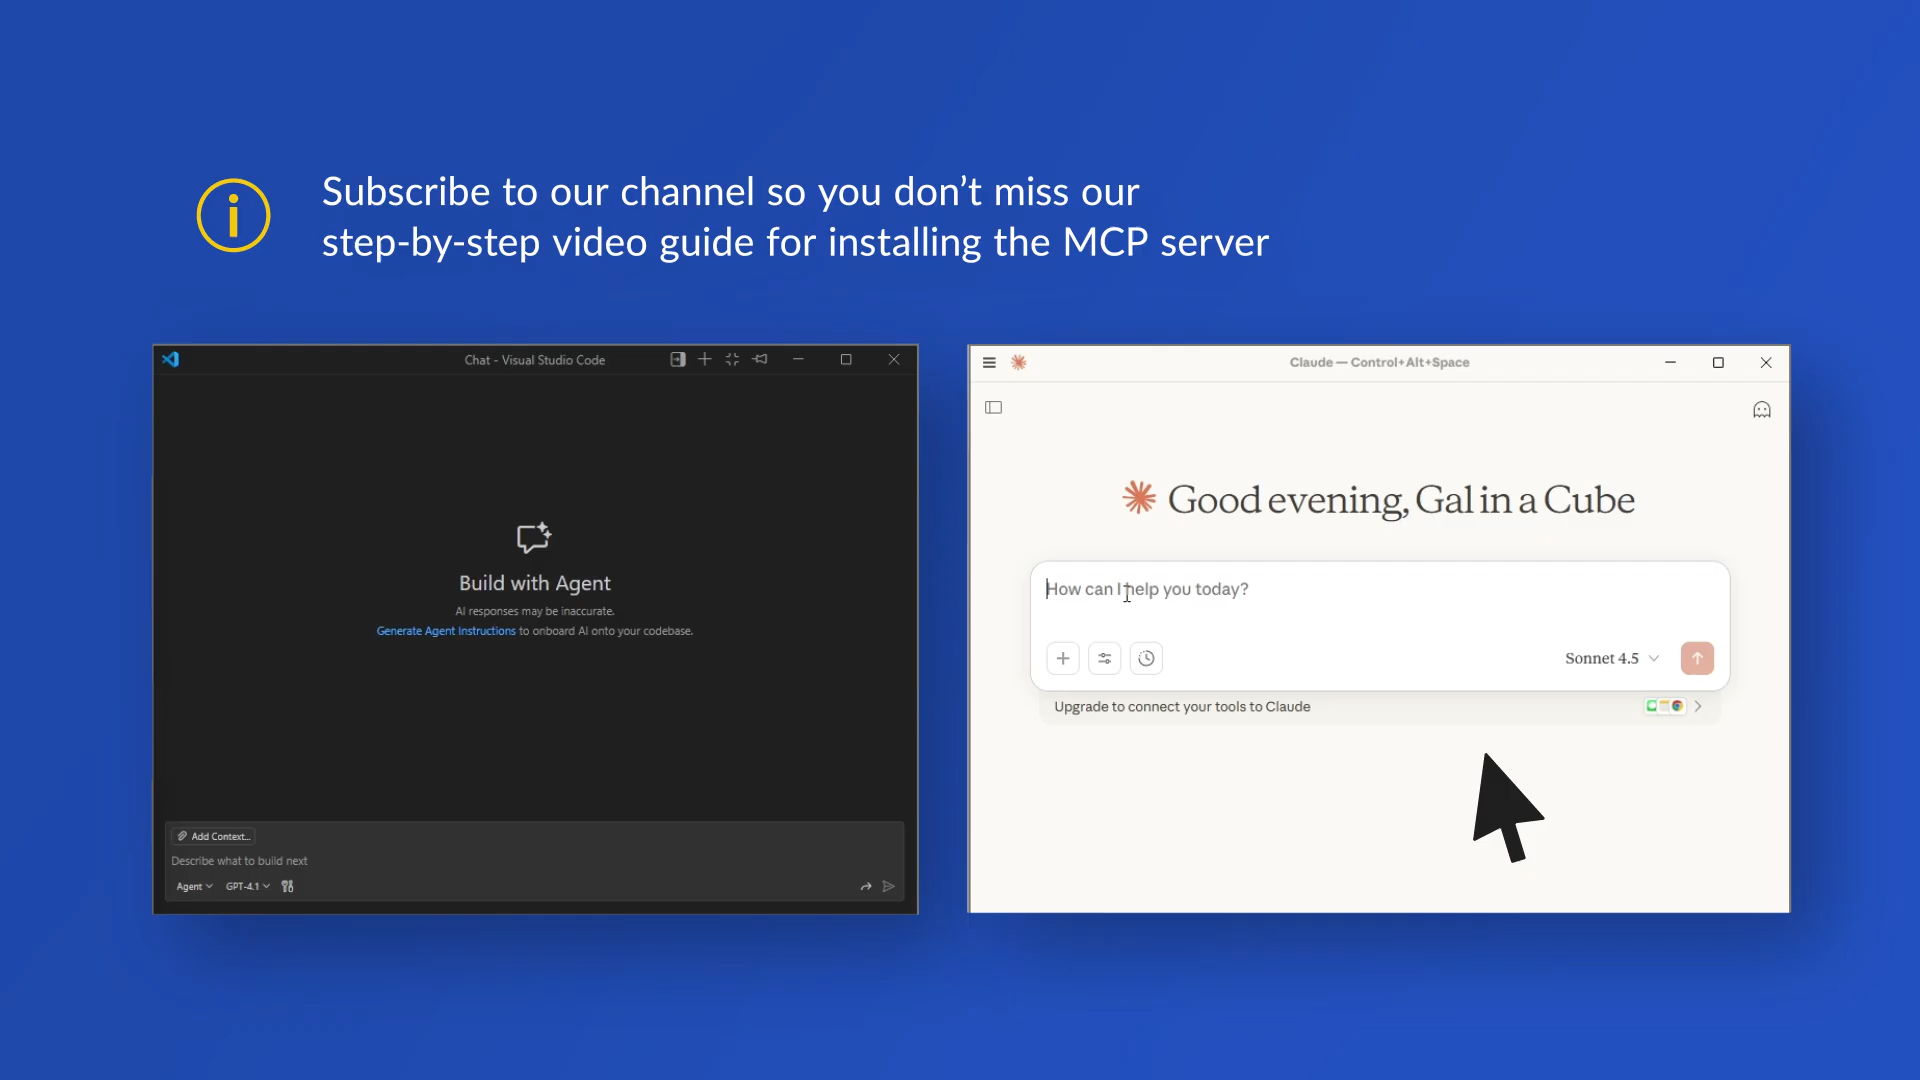 Subscribe to our channel so you don’t miss our
step-by-step video guide for installing the MCP server
Chat - Visual Studio Code
Build with Agent
AI responses may be inaccurate.
Generate Agent Instructions to onboard AI onto your codebase.
Add Context...
Describe what to build next
Agent
GPT-4.1
Claude — Control+Alt+Space
Good evening, Gal in a Cube
How can I help you today?
Sonnet 4.5
Upgrade to connect your tools to Claude